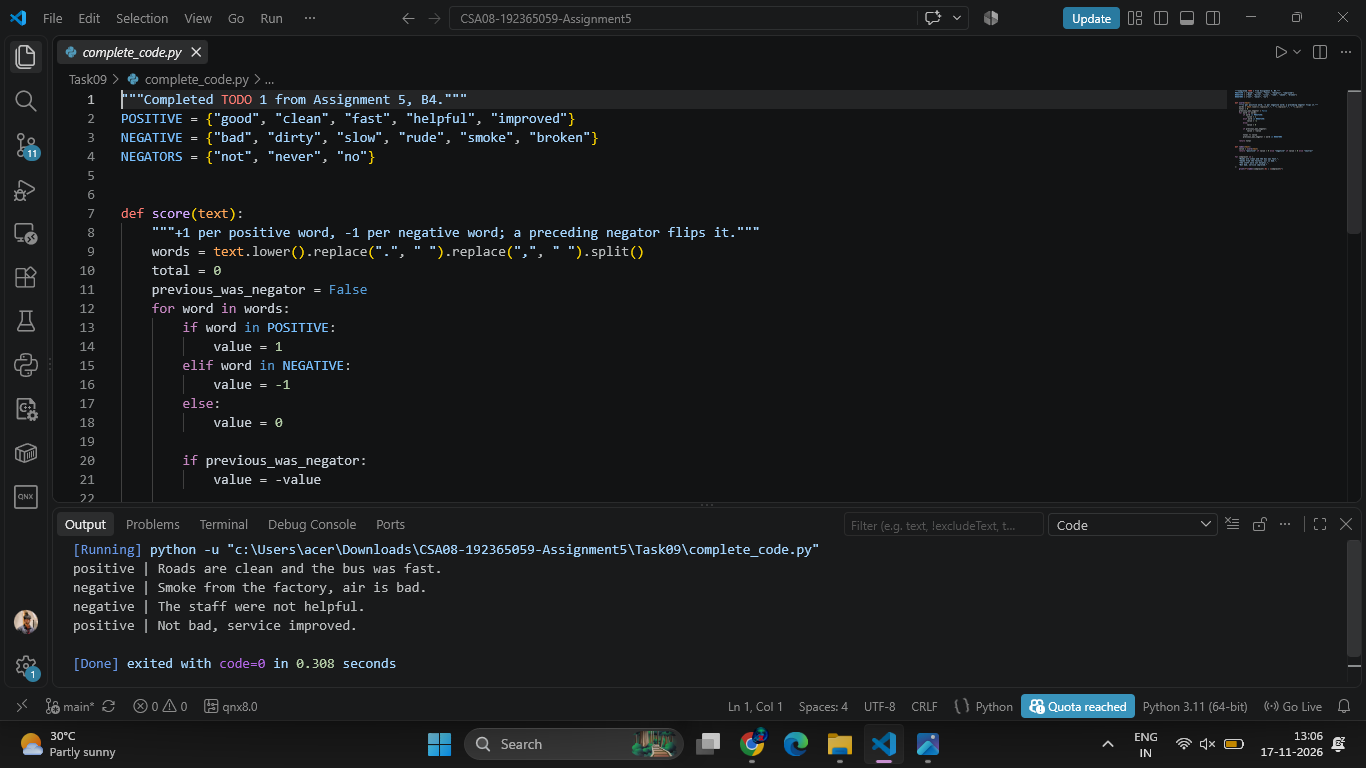 File Edit Selection View Go Run ··· CSA08-192365059-Assignment5 Update
complete_code.py
Task09 > complete_code.py > ...
1 """Completed TODO 1 from Assignment 5, B4."""
2 POSITIVE = {"good", "clean", "fast", "helpful", "improved"}
3 NEGATIVE = {"bad", "dirty", "slow", "rude", "smoke", "broken"}
4 NEGATORS = {"not", "never", "no"}
5
6
7 def score(text):
8     """+1 per positive word, -1 per negative word; a preceding negator flips it."""
9     words = text.lower().replace(".", " ").replace(",", " ").split()
10     total = 0
11     previous_was_negator = False
12     for word in words:
13         if word in POSITIVE:
14             value = 1
15         elif word in NEGATIVE:
16             value = -1
17         else:
18             value = 0
19
20         if previous_was_negator:
21             value = -value
22
11
QNX
Output Problems Terminal Debug Console Ports Filter (e.g. text, !excludeText, t... Code
[Running] python -u "c:\Users\acer\Downloads\CSA08-192365059-Assignment5\Task09\complete_code.py"
positive | Roads are clean and the bus was fast.
negative | Smoke from the factory, air is bad.
negative | The staff were not helpful.
positive | Not bad, service improved.
[Done] exited with code=0 in 0.308 seconds
1
main* 0 0 qnx8.0 Ln 1, Col 1 Spaces: 4 UTF-8 CRLF Python Quota reached Python 3.11 (64-bit) Go Live
30°C
Partly sunny
Search
ENG
IN
13:06
17-11-2026